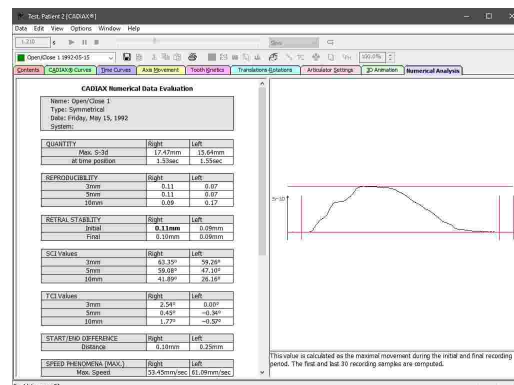 Test, Patient 2 [CADIAX®]
Date Edit View Options Window Help
1.210 s
Slow
Open/Close 1 1992-05-15
100.0%
Contents CADIAX® Curves Time Curves Axis Movement Tooth Kinetics Translations Rotations Articulator Settings 3D Animation Numerical Analysis
CADIAX Numerical Data Evaluation
Name: Open/Close 1
Type: Symmetrical
Date: Friday, May 15, 1992
System:
QUANTITY Right Left
Max. S-3d 17.47mm 15.64mm
at time position 1.53sec 1.55sec
REPRODUCIBILITY Right Left
3mm 0.11 0.07
5mm 0.11 0.07
10mm 0.09 0.17
RETRAL STABILITY Right Left
Initial 0.11mm 0.09mm
Final 0.10mm 0.09mm
SCI Values Right Left
3mm 63.35º 59.26º
5mm 59.08º 47.10º
10mm 41.89º 26.16º
TCI Values Right Left
3mm 2.54º 0.00º
5mm 0.45º -0.34º
10mm 1.77º -0.57º
START/END DIFFERENCE Right Left
Distance 0.10mm 0.25mm
SPEED PHENOMENA (MAX.) Right Left
Max. Speed 53.45mm/sec 61.09mm/sec
S-3D
This value is calculated as the maximal movement during the initial and final recording
period. The first and last 30 recording samples are computed.